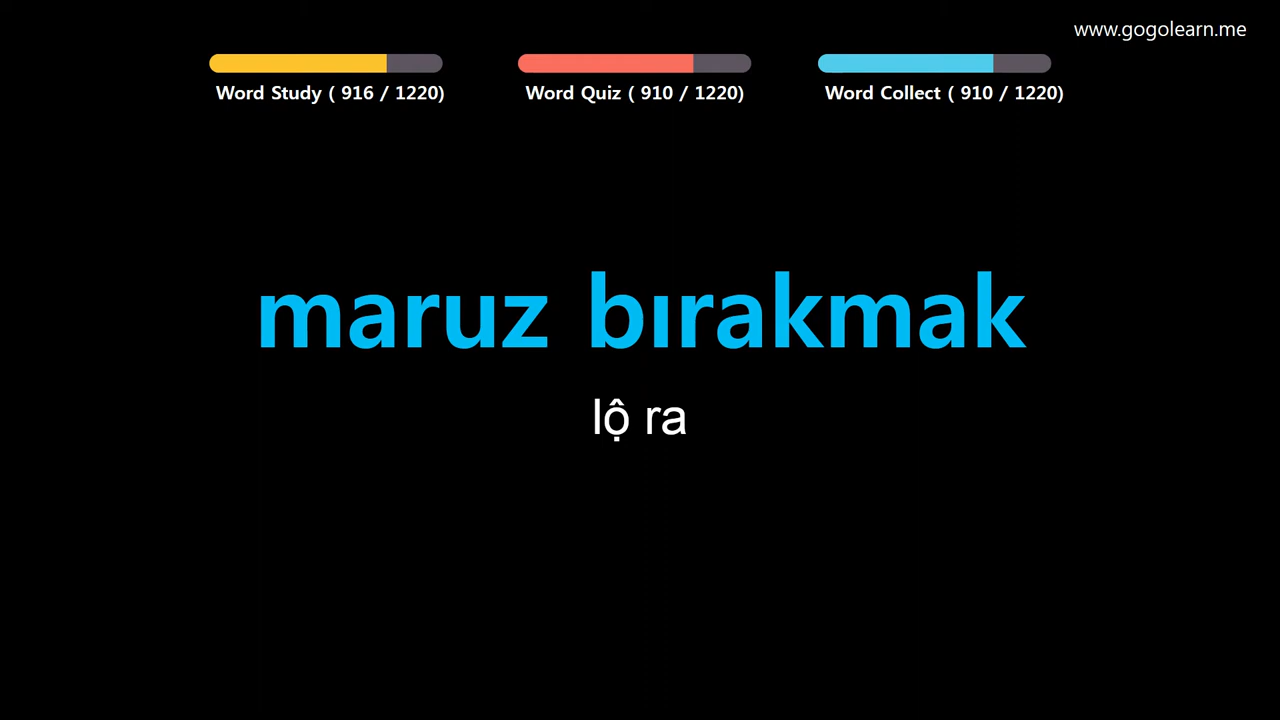 www.gogolearn.me
Word Study ( 916 / 1220)
Word Quiz ( 910 / 1220)
Word Collect ( 910 / 1220)
maruz bırakmak
lộ ra